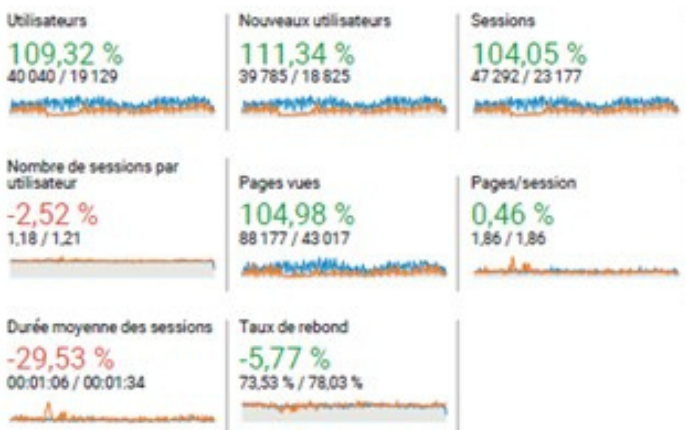 Utilisateurs
109,32 %
40 040 / 19 129
Nouveaux utilisateurs
111,34 %
39 785 / 18 825
Sessions
104,05 %
47 292 / 23 177
Nombre de sessions par
utilisateur
-2,52 %
1,18 / 1,21
Pages vues
104,98 %
88 177 / 43 017
Pages/session
0,46 %
1,86 / 1,86
Durée moyenne des sessions
-29,53 %
00:01:06 / 00:01:34
Taux de rebond
-5,77 %
73,53 % / 78,03 %